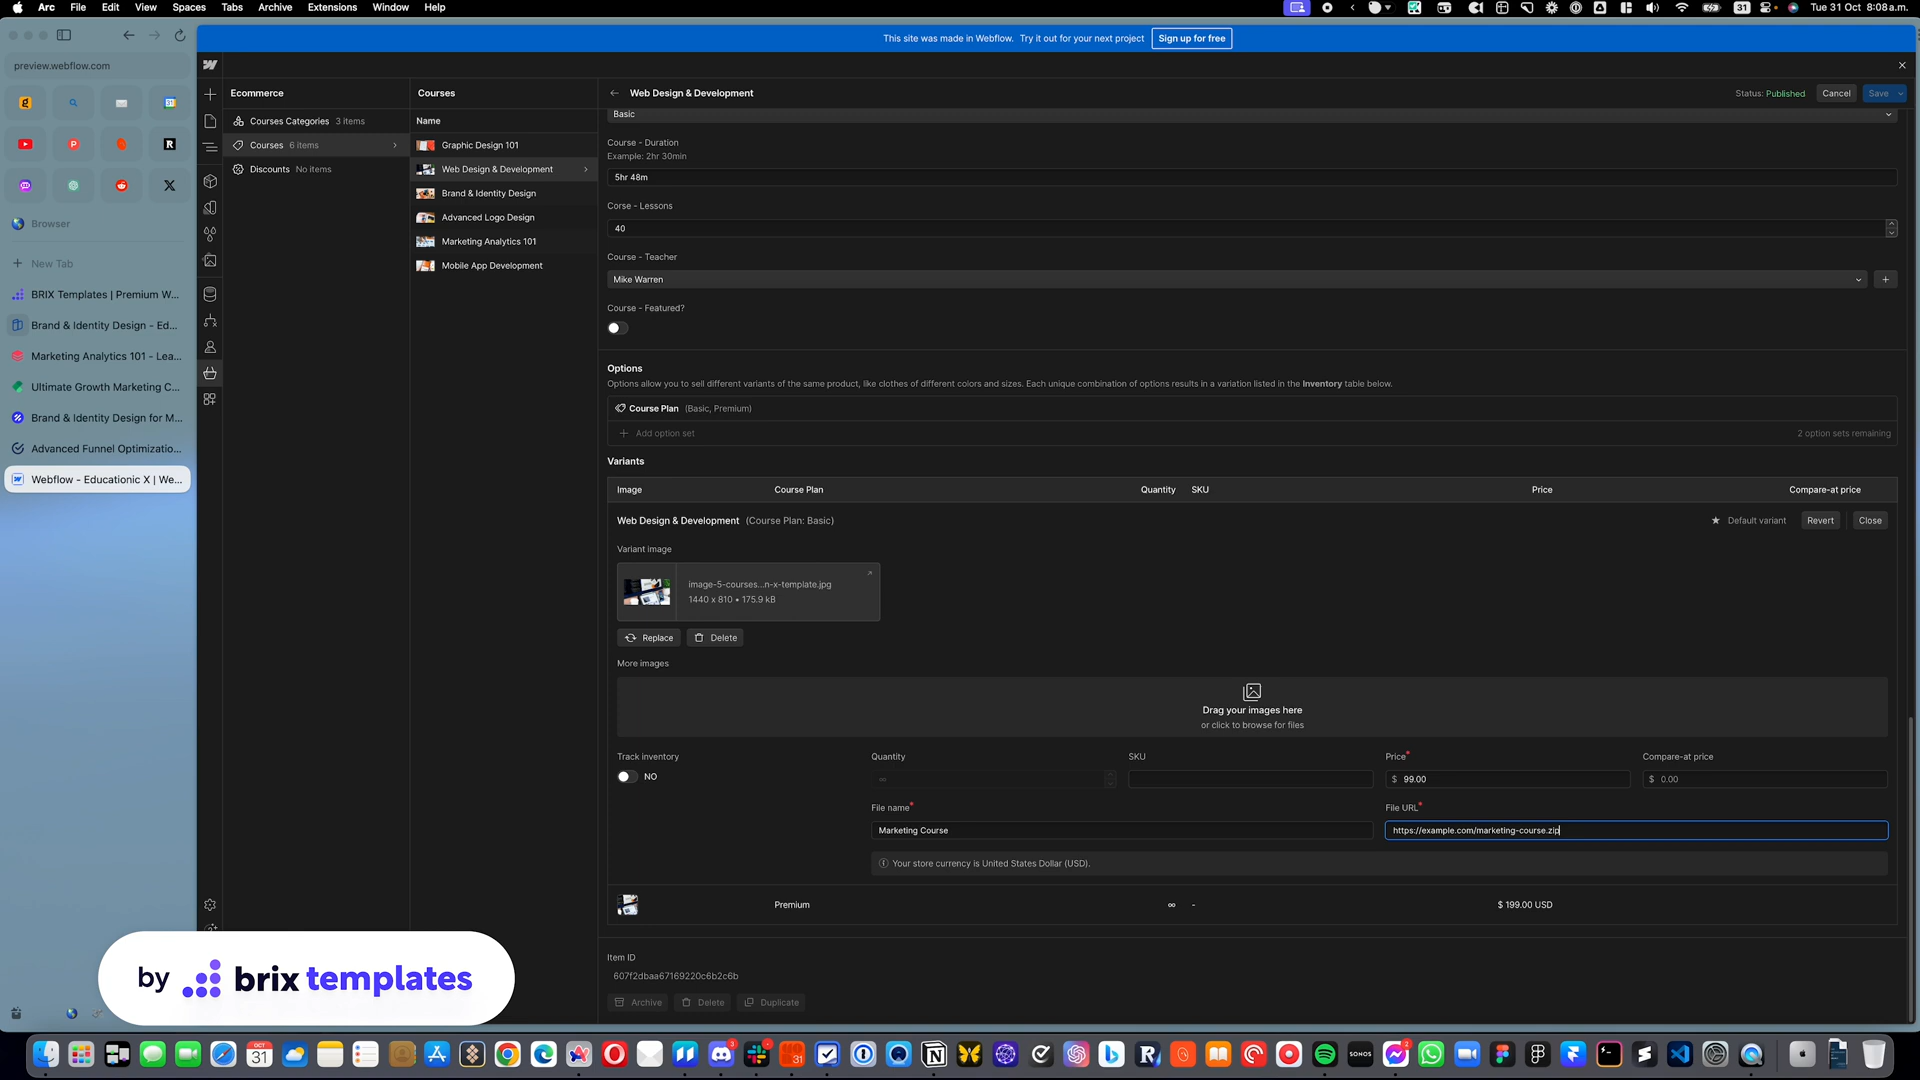 Arc File Edit View Spaces Tabs Archive Extensions Window Help
31
Tue 31 Oct 8:08 a.m.
This site was made in Webflow. Try it out for your next project
Sign up for free
preview.webflow.com
Browser
New Tab
BRIX Templates | Premium W...
Brand & Identity Design - Ed...
Marketing Analytics 101 - Lea...
Ultimate Growth Marketing C...
Brand & Identity Design for M...
Advanced Funnel Optimizatio...
Webflow - Educationic X | We...
Ecommerce
Courses Categories 3 items
Courses 6 items
Discounts No items
Courses
Name
Graphic Design 101
Web Design & Development
Brand & Identity Design
Advanced Logo Design
Marketing Analytics 101
Mobile App Development
Web Design & Development
Status: Published
Cancel
Save
Basic
Course - Duration
Example: 2hr 30min
5hr 48m
Corse - Lessons
40
Course - Teacher
Mike Warren
Course - Featured?
Options
Options allow you to sell different variants of the same product, like clothes of different colors and sizes. Each unique combination of options results in a variation listed in the Inventory table below.
Course Plan (Basic, Premium)
Add option set
2 option sets remaining
Variants
Image Course Plan Quantity SKU Price Compare-at price
Web Design & Development (Course Plan: Basic)
Default variant
Revert
Close
Variant image
image-5-courses...n-x-template.jpg
1440 x 810 • 175.9 kB
Replace
Delete
More images
Drag your images here
or click to browse for files
Track inventory Quantity SKU Price* Compare-at price
NO ∞ $ 99.00 $ 0.00
File name* File URL*
Marketing Course https://example.com/marketing-course.zip
Your store currency is United States Dollar (USD).
Premium ∞ - $ 199.00 USD
Item ID
607f2dbaa67169220c6b2c6b
Archive
Delete
Duplicate
by brix templates
OCT
31
SONOS